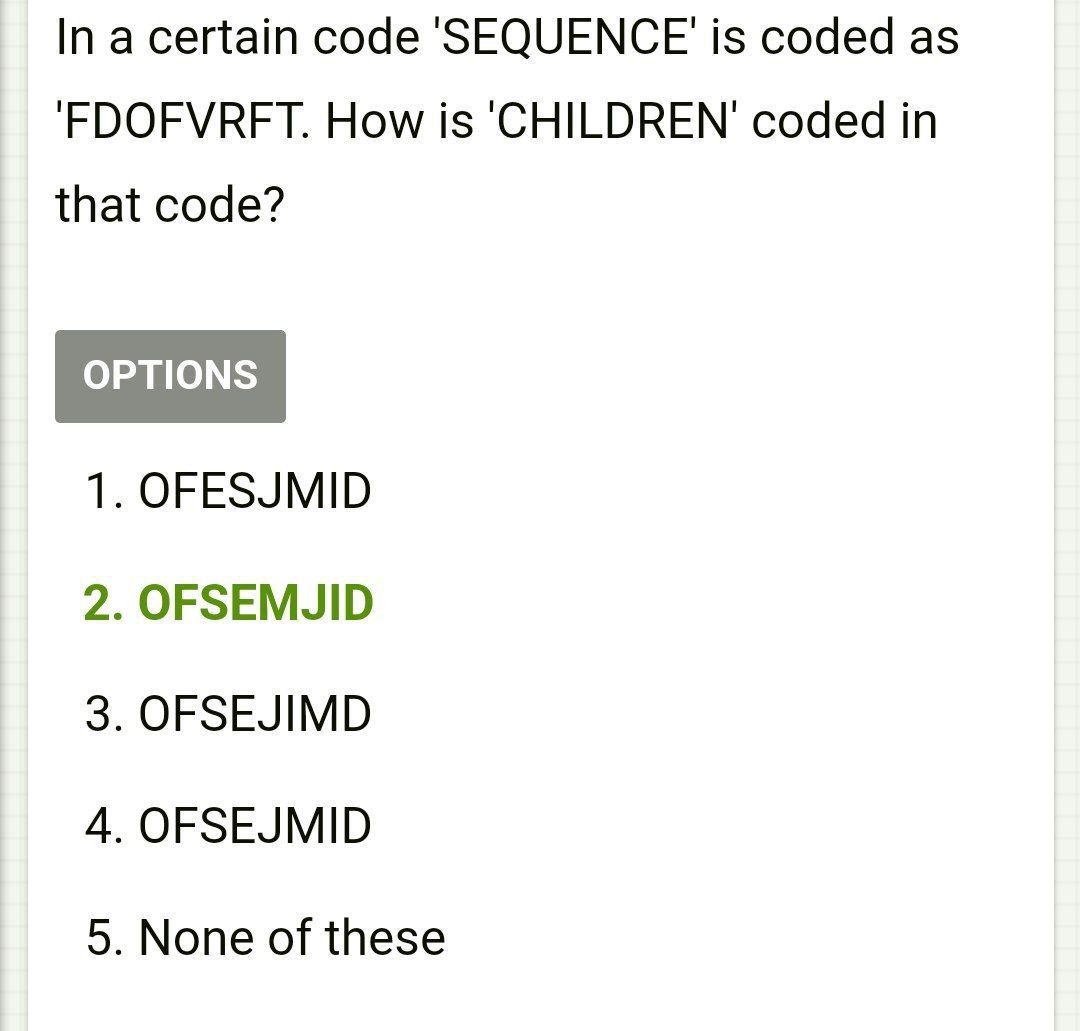 In a certain code 'SEQUENCE' is coded as
'FDOFVRFT. How is 'CHILDREN' coded in
that code?
OPTIONS
1. OFESJMID
2. OFSEMJID
3. OFSEJIMD
4. OFSEJMID
5. None of these